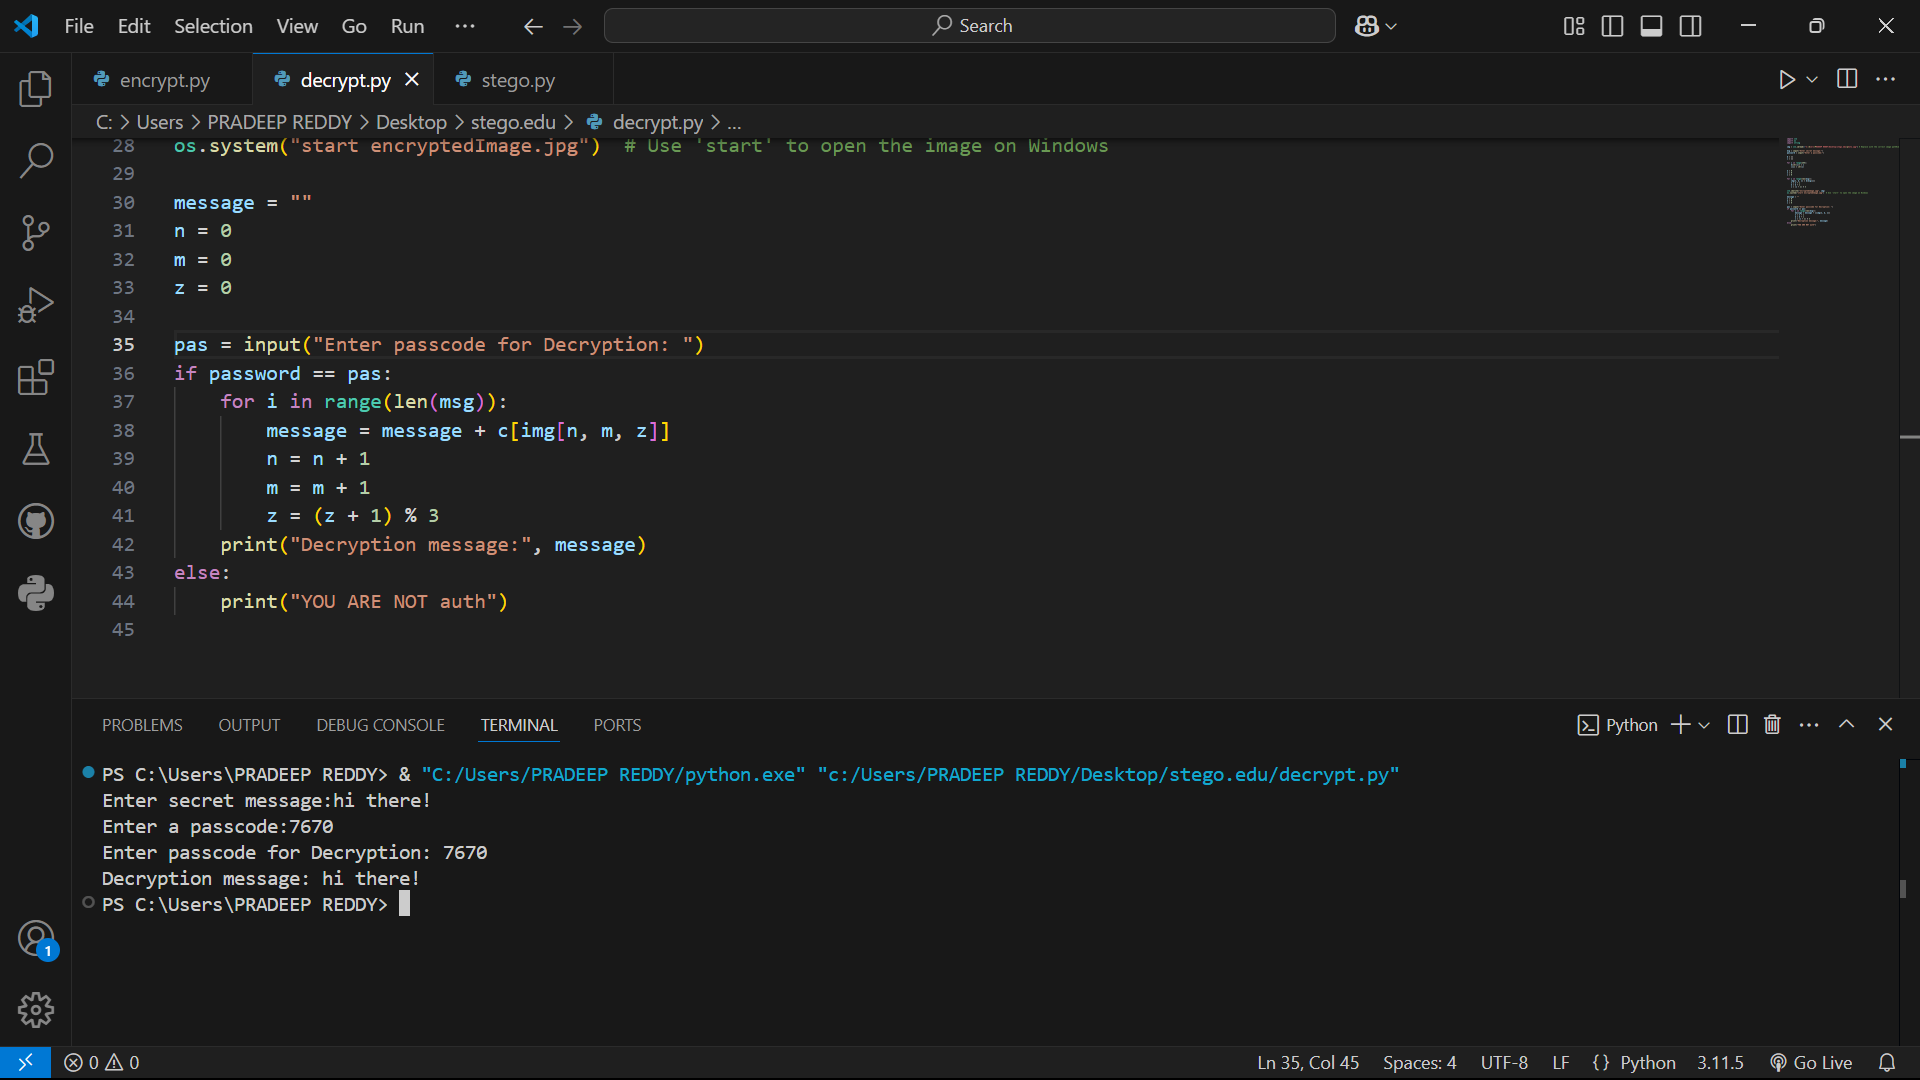 File Edit Selection View Go Run ··· Search
encrypt.py decrypt.py stego.py
C: > Users > PRADEEP REDDY > Desktop > stego.edu > decrypt.py > ...
28 os.system("start encryptedImage.jpg")  # Use 'start' to open the image on Windows
29
30 message = ""
31 n = 0
32 m = 0
33 z = 0
34
35 pas = input("Enter passcode for Decryption: ")
36 if password == pas:
37     for i in range(len(msg)):
38         message = message + c[img[n, m, z]]
39         n = n + 1
40         m = m + 1
41         z = (z + 1) % 3
42     print("Decryption message:", message)
43 else:
44     print("YOU ARE NOT auth")
45
PROBLEMS OUTPUT DEBUG CONSOLE TERMINAL PORTS Python
PS C:\Users\PRADEEP REDDY> & "C:/Users/PRADEEP REDDY/python.exe" "c:/Users/PRADEEP REDDY/Desktop/stego.edu/decrypt.py"
Enter secret message:hi there!
Enter a passcode:7670
Enter passcode for Decryption: 7670
Decryption message: hi there!
PS C:\Users\PRADEEP REDDY>
1
0 0 Ln 35, Col 45 Spaces: 4 UTF-8 LF {} Python 3.11.5 Go Live